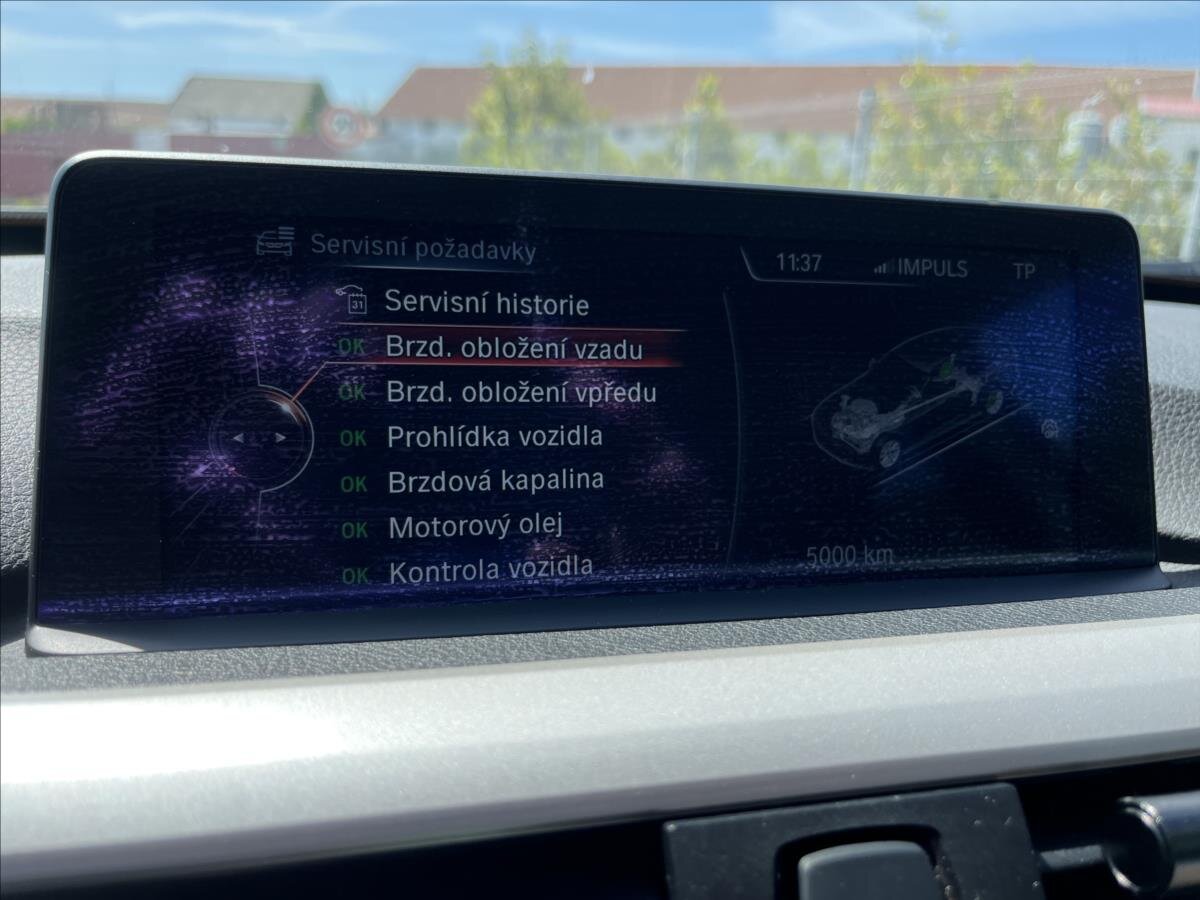 Servisní požadavky
11:37 IMPULS TP
31 Servisní historie
OK Brzd. obložení vzadu
OK Brzd. obložení vpředu
OK Prohlídka vozidla
OK Brzdová kapalina
OK Motorový olej
OK Kontrola vozidla
5000 km